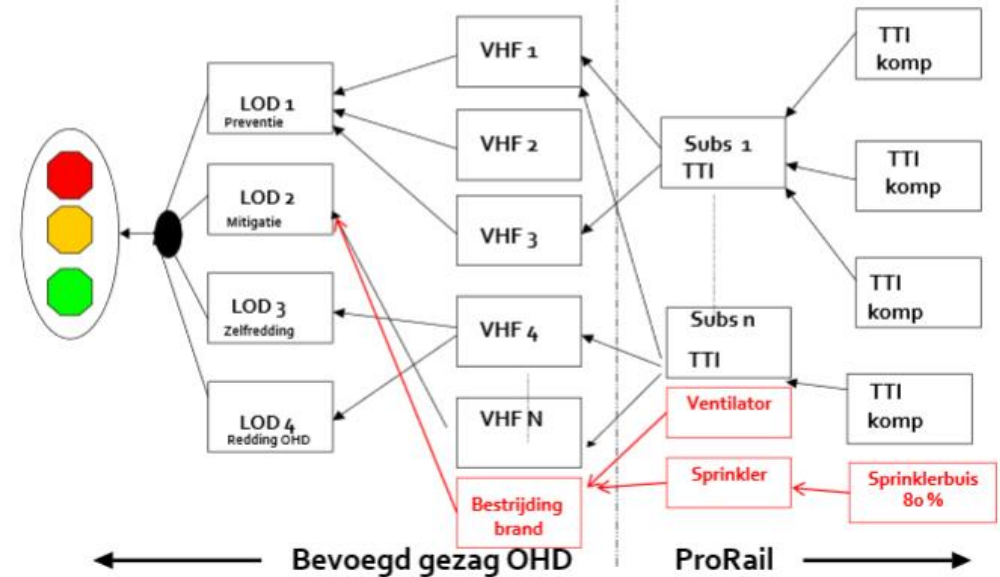 LOD 1
Preventie
LOD 2
Mitigatie
LOD 3
Zelfredding
LOD 4
Redding OHD
VHF 1
VHF 2
VHF 3
VHF 4
VHF N
Bestrijding
brand
Subs 1
TTI
Subs n
TTI
Ventilator
Sprinkler
TTI
komp
TTI
komp
TTI
komp
TTI
komp
Sprinklerbuis
80 %
Bevoegd gezag OHD
ProRail